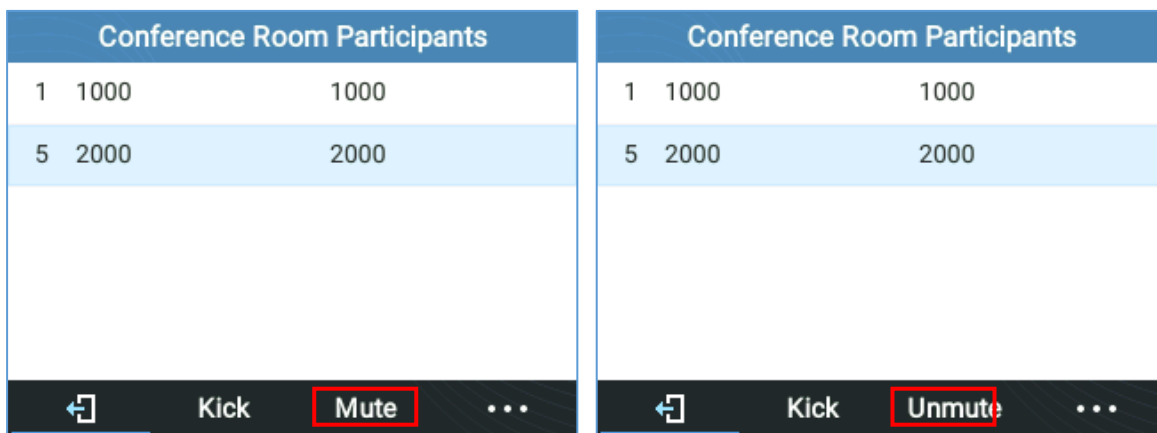 Conference Room Participants
1 1000 1000
5 2000 2000
Kick Mute ...
Conference Room Participants
1 1000 1000
5 2000 2000
Kick Unmute ...